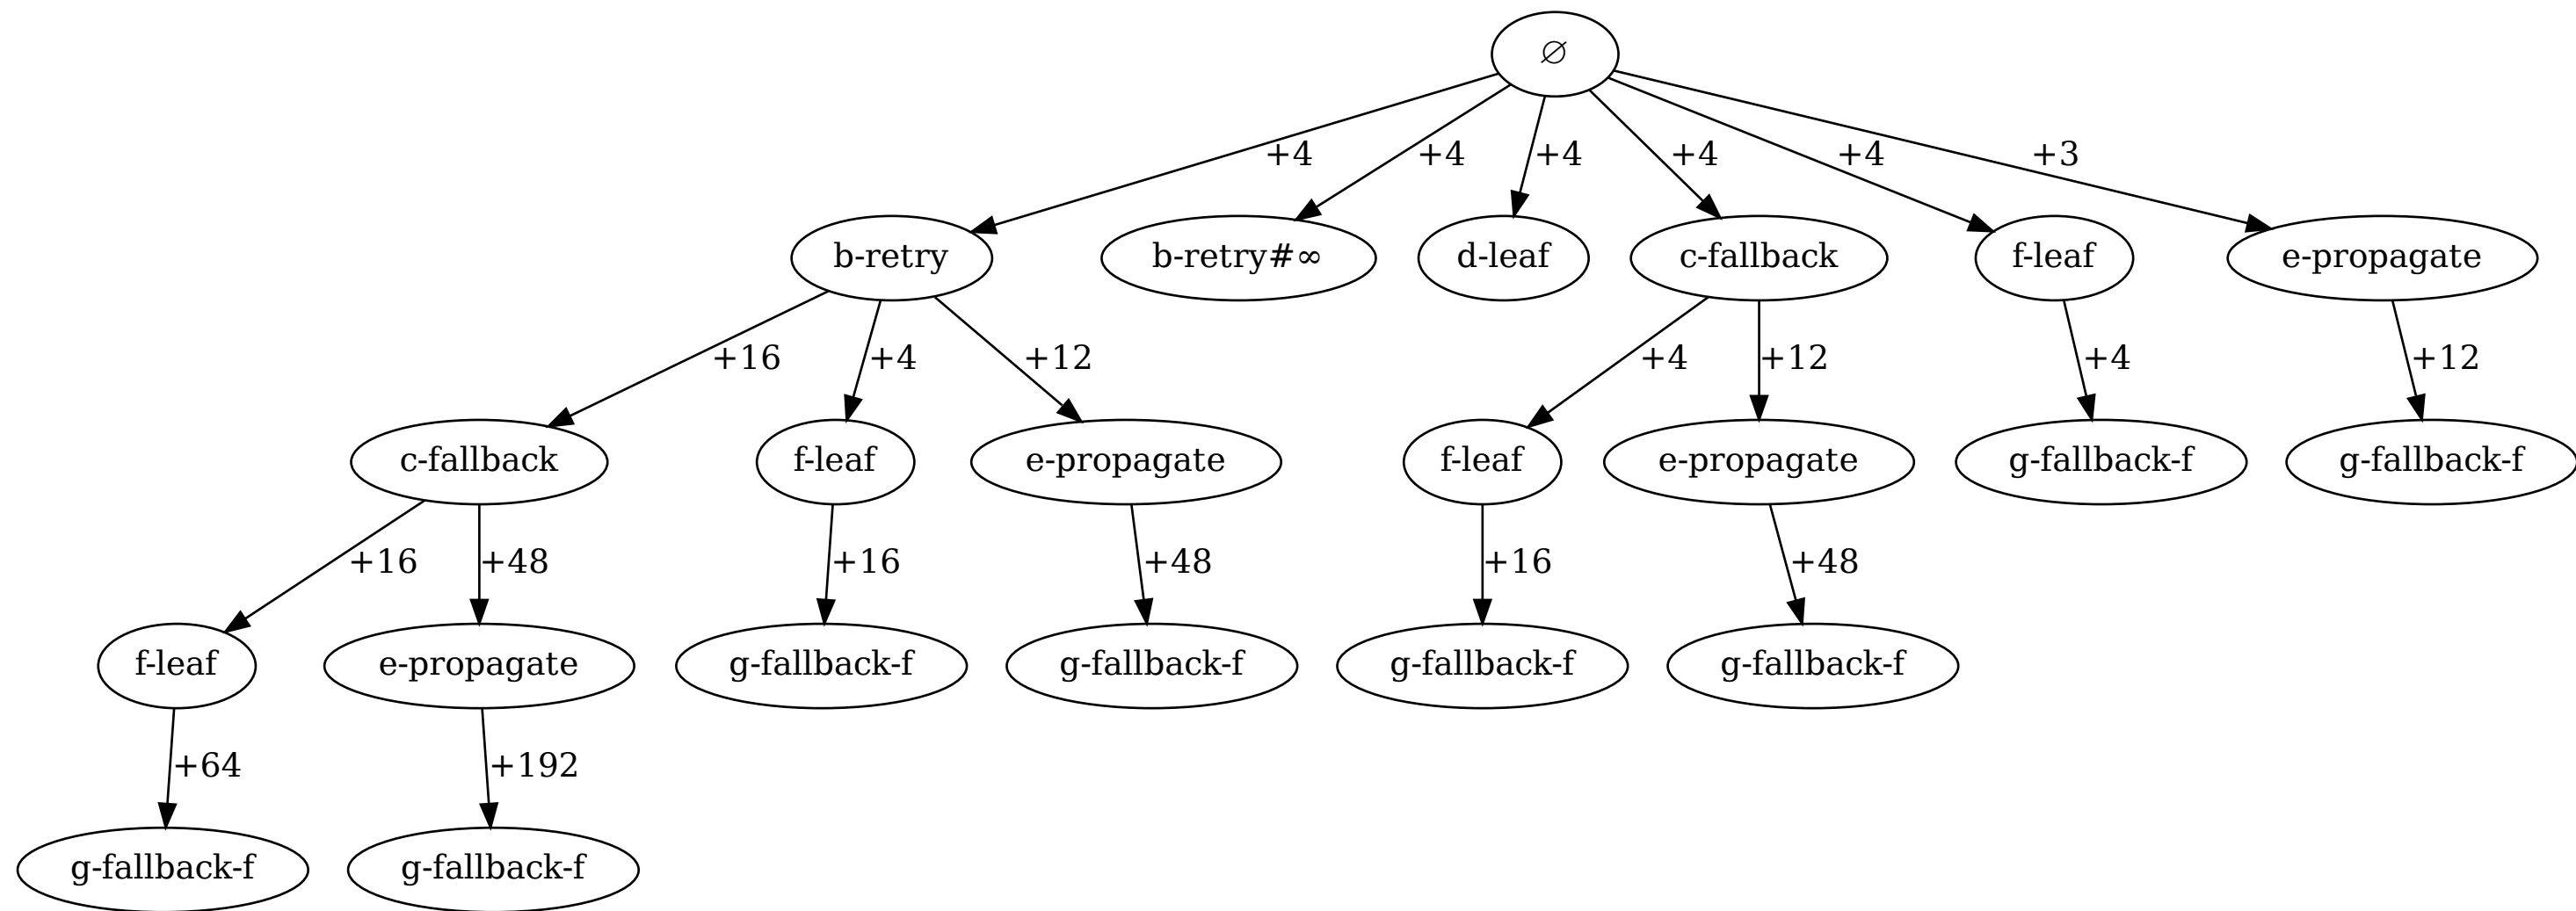 ∅
+4
+4
+4
+4
+4
+3
b-retry
b-retry#∞
d-leaf
c-fallback
f-leaf
e-propagate
+16
+4
+12
+4
+12
+4
+12
c-fallback
f-leaf
e-propagate
f-leaf
e-propagate
g-fallback-f
g-fallback-f
+16
+48
+16
+48
+16
+48
f-leaf
e-propagate
g-fallback-f
g-fallback-f
g-fallback-f
g-fallback-f
+64
+192
g-fallback-f
g-fallback-f